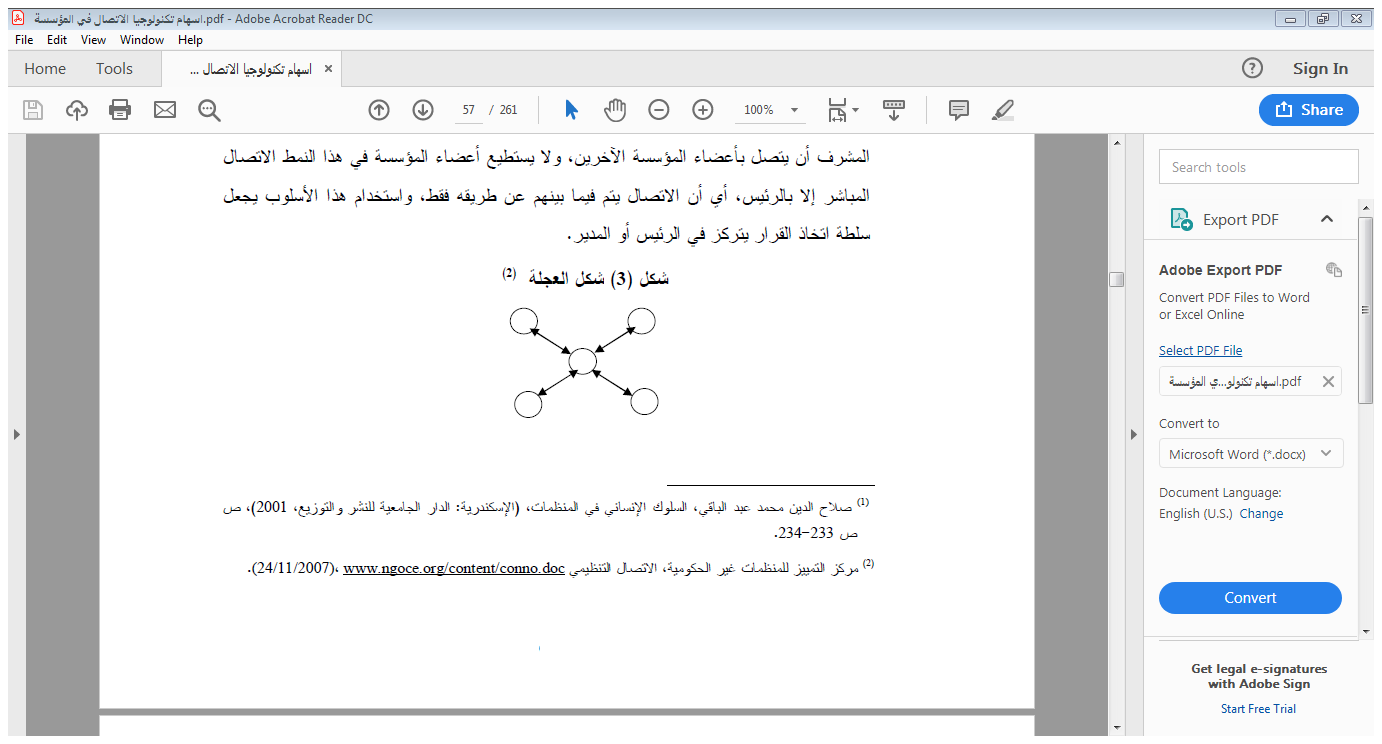 اسهام تكنولوجيا الاتصال في المؤسسة.pdf - Adobe Acrobat Reader DC
File Edit View Window Help
Home Tools اسهام تكنولوجيا الاتصال ... × Sign In
57 / 261 100% Share
المشرف أن يتصل بأعضاء المؤسسة الآخرين، ولا يستطيع أعضاء المؤسسة في هذا النمط الاتصال
المباشر إلا بالرئيس، أي أن الاتصال يتم فيما بينهم عن طريقه فقط، واستخدام هذا الأسلوب يجعل
سلطة اتخاذ القرار يتركز في الرئيس أو المدير.
شكل (3) شكل العجلة (2)
(1) صلاح الدين محمد عبد الباقي، السلوك الإنساني في المنظمات، (الإسكندرية: الدار الجامعية للنشر والتوزيع، 2001)، ص
ص 233-234.
(2) مركز التمييز للمنظمات غير الحكومية، الاتصال التنظيمي www.ngoce.org/content/conno.doc ،(24/11/2007).
Search tools
Export PDF
Adobe Export PDF
Convert PDF Files to Word
or Excel Online
Select PDF File
اسهام تكنولو...ي المؤسسة.pdf
Convert to
Microsoft Word (*.docx)
Document Language:
English (U.S.) Change
Convert
Get legal e-signatures
with Adobe Sign
Start Free Trial